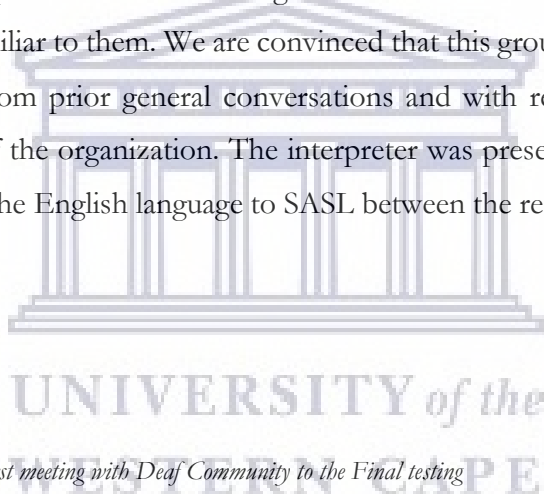 iliar to them. We are convinced that this grou
om prior general conversations and with re
f the organization. The interpreter was prese
he English language to SASL between the re
UNIVERSITY of the
st meeting with Deaf Community to the Final testing
WESTERN CAPE